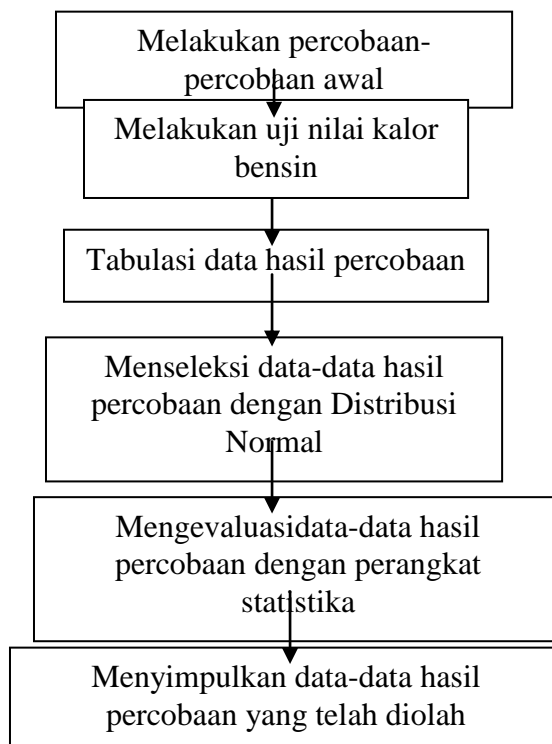 Melakukan percobaan-
percobaan awal
Melakukan uji nilai kalor
bensin
Tabulasi data hasil percobaan
Menseleksi data-data hasil
percobaan dengan Distribusi
Normal
Mengevaluasidata-data hasil
percobaan dengan perangkat
statistika
Menyimpulkan data-data hasil
percobaan yang telah diolah